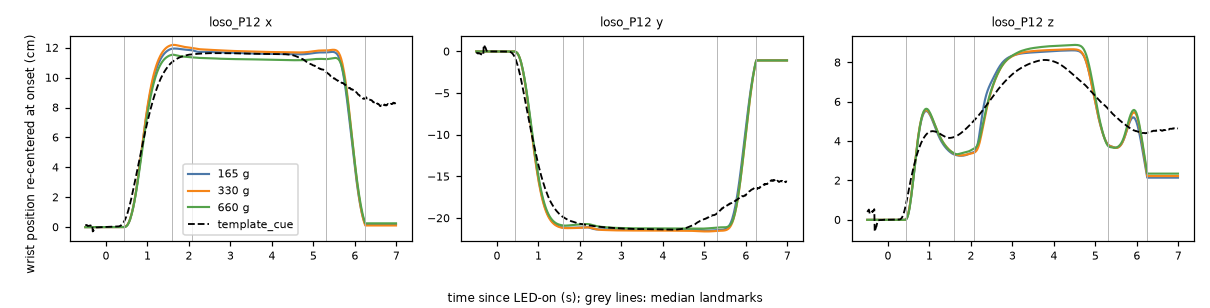 loso_P12 x
loso_P12 y
loso_P12 z
wrist position re-centered at onset (cm)
12
10
8
6
4
2
0
165 g
330 g
660 g
template_cue
0 1 2 3 4 5 6 7
0
−5
−10
−15
−20
0 1 2 3 4 5 6 7
8
6
4
2
0
0 1 2 3 4 5 6 7
time since LED-on (s); grey lines: median landmarks